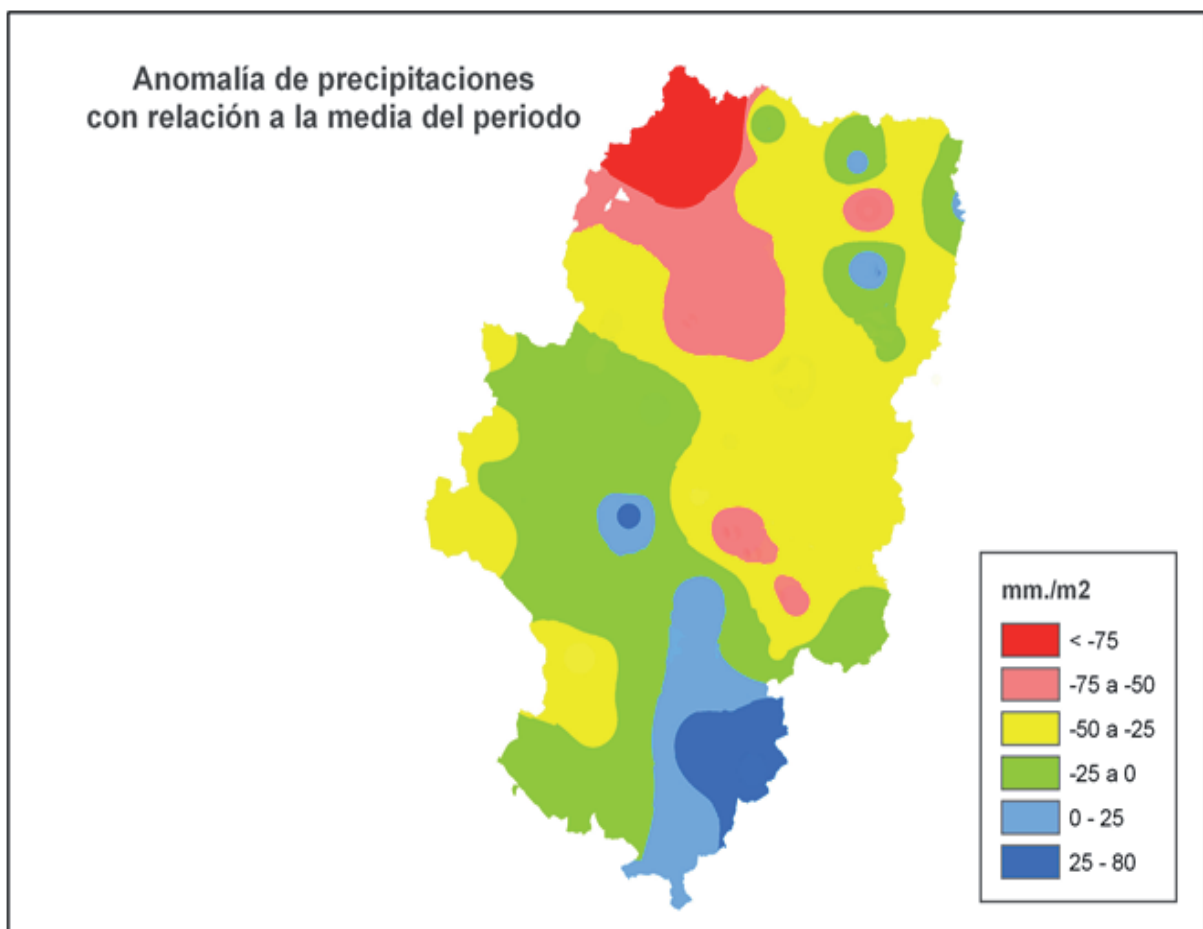 Anomalía de precipitaciones
con relación a la media del periodo
mm./m2
< -75
-75 a -50
-50 a -25
-25 a 0
0 - 25
25 - 80